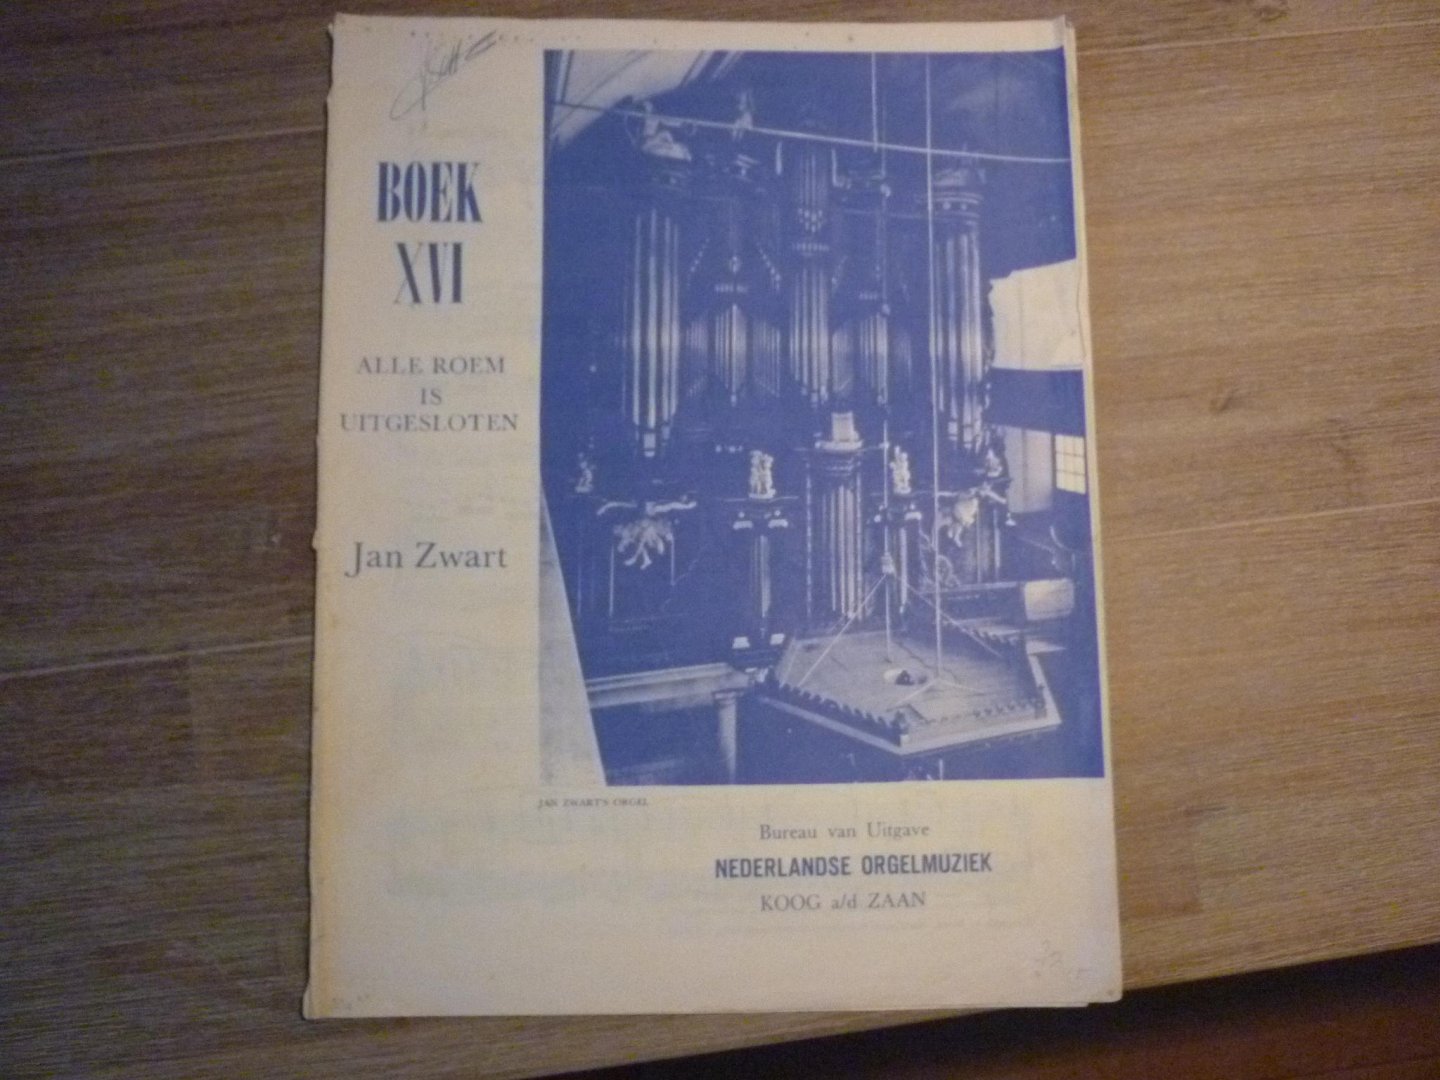 BOEK
XVI
ALLE ROEM
IS
UITGESLOTEN
Jan Zwart
JAN ZWART'S ORGEL
Bureau van Uitgave
NEDERLANDSE ORGELMUZIEK
KOOG a/d ZAAN